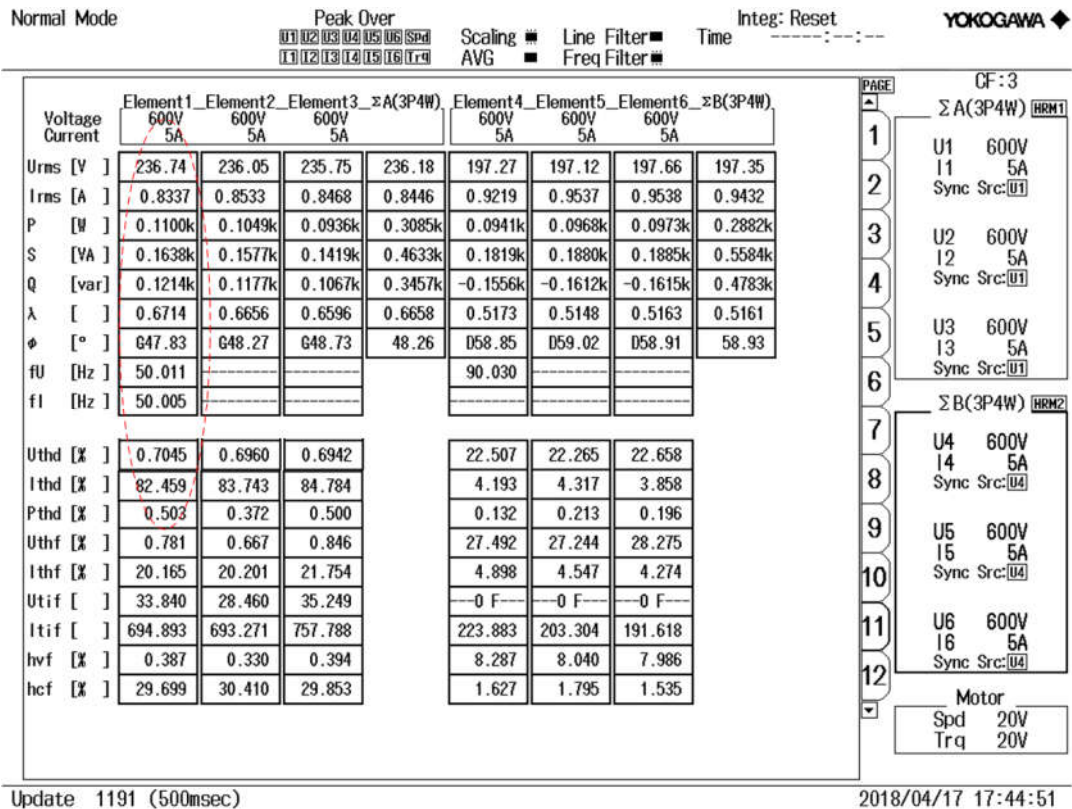 Normal Mode Peak Over Integ: Reset YOKOGAWA
U1 U2 U3 U4 U5 U6 Spd Scaling Line Filter Time -----:--:--
I1 I2 I3 I4 I5 I6 Trq AVG Freq Filter
PAGE CF:3
Element1 Element2 Element3 ΣA(3P4W) Element4 Element5 Element6 ΣB(3P4W)
Voltage 600V 600V 600V 600V 600V 600V
Current 5A 5A 5A 5A 5A 5A
Urms [V ] 236.74 236.05 235.75 236.18 197.27 197.12 197.66 197.35
Irms [A ] 0.8337 0.8533 0.8468 0.8446 0.9219 0.9537 0.9538 0.9432
P [W ] 0.1100k 0.1049k 0.0936k 0.3085k 0.0941k 0.0968k 0.0973k 0.2882k
S [VA ] 0.1638k 0.1577k 0.1419k 0.4633k 0.1819k 0.1880k 0.1885k 0.5584k
Q [var] 0.1214k 0.1177k 0.1067k 0.3457k -0.1556k -0.1612k -0.1615k 0.4783k
λ [ ] 0.6714 0.6656 0.6596 0.6658 0.5173 0.5148 0.5163 0.5161
φ [° ] G47.83 G48.27 G48.73 48.26 D58.85 D59.02 D58.91 58.93
fU [Hz ] 50.011 -------- -------- 90.030 -------- --------
fI [Hz ] 50.005 -------- -------- -------- -------- --------
Uthd [% ] 0.7045 0.6960 0.6942 22.507 22.265 22.658
Ithd [% ] 82.459 83.743 84.784 4.193 4.317 3.858
Pthd [% ] 0.503 0.372 0.500 0.132 0.213 0.196
Uthf [% ] 0.781 0.667 0.846 27.492 27.244 28.275
Ithf [% ] 20.165 20.201 21.754 4.898 4.547 4.274
Utif [ ] 33.840 28.460 35.249 ---O F--- ---O F--- ---O F---
Itif [ ] 694.893 693.271 757.788 223.883 203.304 191.618
hvf [% ] 0.387 0.330 0.394 8.287 8.040 7.986
hcf [% ] 29.699 30.410 29.853 1.627 1.795 1.535
1
2
3
4
5
6
7
8
9
10
11
12
ΣA(3P4W) HRM1
U1 600V
I1 5A
Sync Src:U1
U2 600V
I2 5A
Sync Src:U1
U3 600V
I3 5A
Sync Src:U1
ΣB(3P4W) HRM2
U4 600V
I4 5A
Sync Src:U4
U5 600V
I5 5A
Sync Src:U4
U6 600V
I6 5A
Sync Src:U4
Motor
Spd 20V
Trq 20V
Update 1191 (500msec) 2018/04/17 17:44:51